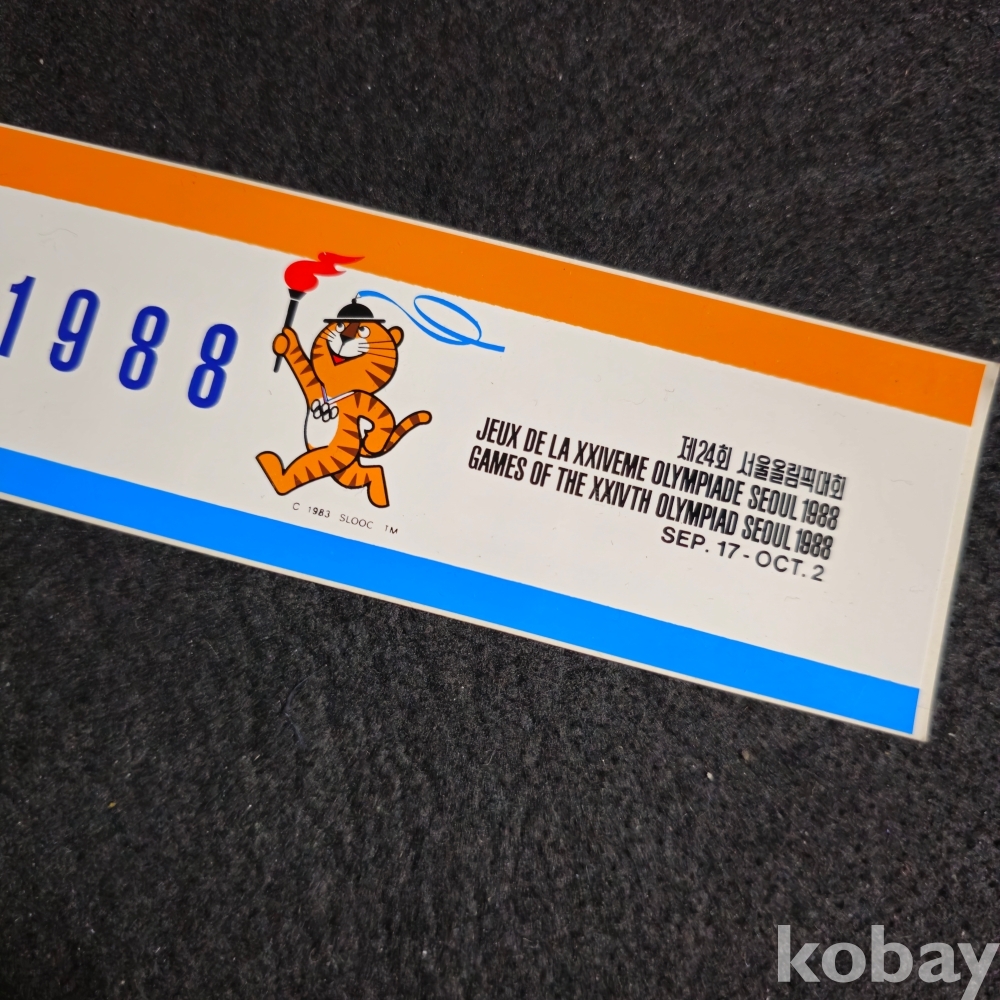 1988
C 1983 SLOOC TM
제24회 서울올림픽대회
JEUX DE LA XXIVEME OLYMPIADE SEOUL 1988
GAMES OF THE XXIVTH OLYMPIAD SEOUL 1988
SEP. 17 - OCT. 2
kobay